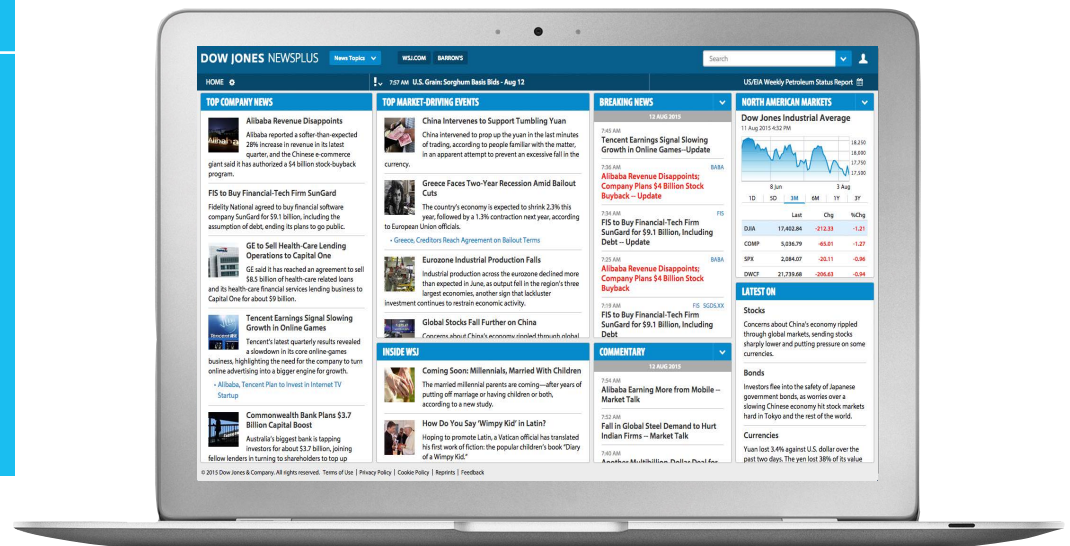 DOW JONES NEWSPLUS
News Topics
WSJ.COM
BARRON'S
Search
HOME
7:57 AM U.S. Grain: Sorghum Basis Bids - Aug 12
US/EIA Weekly Petroleum Status Report
TOP COMPANY NEWS
Alibaba Revenue Disappoints
Alibaba reported a softer-than-expected
28% increase in revenue in its latest
quarter, and the Chinese e-commerce
giant said it has authorized a $4 billion stock-buyback
program.
FIS to Buy Financial-Tech Firm SunGard
Fidelity National agreed to buy financial software
company SunGard for $9.1 billion, including the
assumption of debt, ending its plans to go public.
GE to Sell Health-Care Lending
Operations to Capital One
GE said it has reached an agreement to sell
$8.5 billion of health-care related loans
and its health-care financial services lending business to
Capital One for about $9 billion.
Tencent Earnings Signal Slowing
Growth in Online Games
Tencent's latest quarterly results revealed
a slowdown in its core online-games
business, highlighting the need for the company to turn
online advertising into a bigger engine for growth.
• Alibaba, Tencent Plan to Invest in Internet TV
Startup
Commonwealth Bank Plans $3.7
Billion Capital Boost
Australia's biggest bank is tapping
investors for about $3.7 billion, joining
fellow lenders in turning to shareholders to top up
TOP MARKET-DRIVING EVENTS
China Intervenes to Support Tumbling Yuan
China intervened to prop up the yuan in the last minutes
of trading, according to people familiar with the matter,
in an apparent attempt to prevent an excessive fall in the
currency.
Greece Faces Two-Year Recession Amid Bailout
Cuts
The country's economy is expected to shrink 2.3% this
year, followed by a 1.3% contraction next year, according
to European Union officials.
• Greece, Creditors Reach Agreement on Bailout Terms
Eurozone Industrial Production Falls
Industrial production across the eurozone declined more
than expected in June, as output fell in the region's three
largest economies, another sign that lackluster
investment continues to restrain economic activity.
Global Stocks Fall Further on China
Concerns about China's economy rippled through global
INSIDE WSJ
Coming Soon: Millennials, Married With Children
The married millennial parents are coming—after years of
putting off marriage or having children or both,
according to a new study.
How Do You Say 'Wimpy Kid' in Latin?
Hoping to promote Latin, a Vatican official has translated
his first work of fiction: the popular children's book "Diary
of a Wimpy Kid."
BREAKING NEWS
12 AUG 2015
7:45 AM
Tencent Earnings Signal Slowing
Growth in Online Games--Update
7:36 AM BABA
Alibaba Revenue Disappoints;
Company Plans $4 Billion Stock
Buyback -- Update
7:34 AM FIS
FIS to Buy Financial-Tech Firm
SunGard for $9.1 Billion, Including
Debt -- Update
7:25 AM BABA
Alibaba Revenue Disappoints;
Company Plans $4 Billion Stock
Buyback
7:19 AM FIS SGDS.XX
FIS to Buy Financial-Tech Firm
SunGard for $9.1 Billion, Including
Debt
COMMENTARY
12 AUG 2015
7:54 AM
Alibaba Earning More from Mobile --
Market Talk
7:52 AM
Fall in Global Steel Demand to Hurt
Indian Firms -- Market Talk
7:40 AM
Another Multibillion-Dollar Deal for
NORTH AMERICAN MARKETS
Dow Jones Industrial Average
11 Aug 2015 4:52 PM
18,250
18,000
17,750
17,500
8 Jun 3 Aug
1D 5D 3M 6M 1Y 3Y
Last Chg %Chg
DJIA 17,402.84 -212.33 -1.21
COMP 5,036.79 -65.01 -1.27
SPX 2,084.07 -20.11 -0.96
DWCF 21,739.68 -206.63 -0.94
LATEST ON
Stocks
Concerns about China's economy rippled
through global markets, sending stocks
sharply lower and putting pressure on some
currencies.
Bonds
Investors flee into the safety of Japanese
government bonds, as worries over a
slowing Chinese economy hit stock markets
hard in Tokyo and the rest of the world.
Currencies
Yuan lost 3.4% against U.S. dollar over the
past two days. The yen lost 38% of its value
© 2015 Dow Jones & Company. All rights reserved. Terms of Use | Privacy Policy | Cookie Policy | Reprints | Feedback